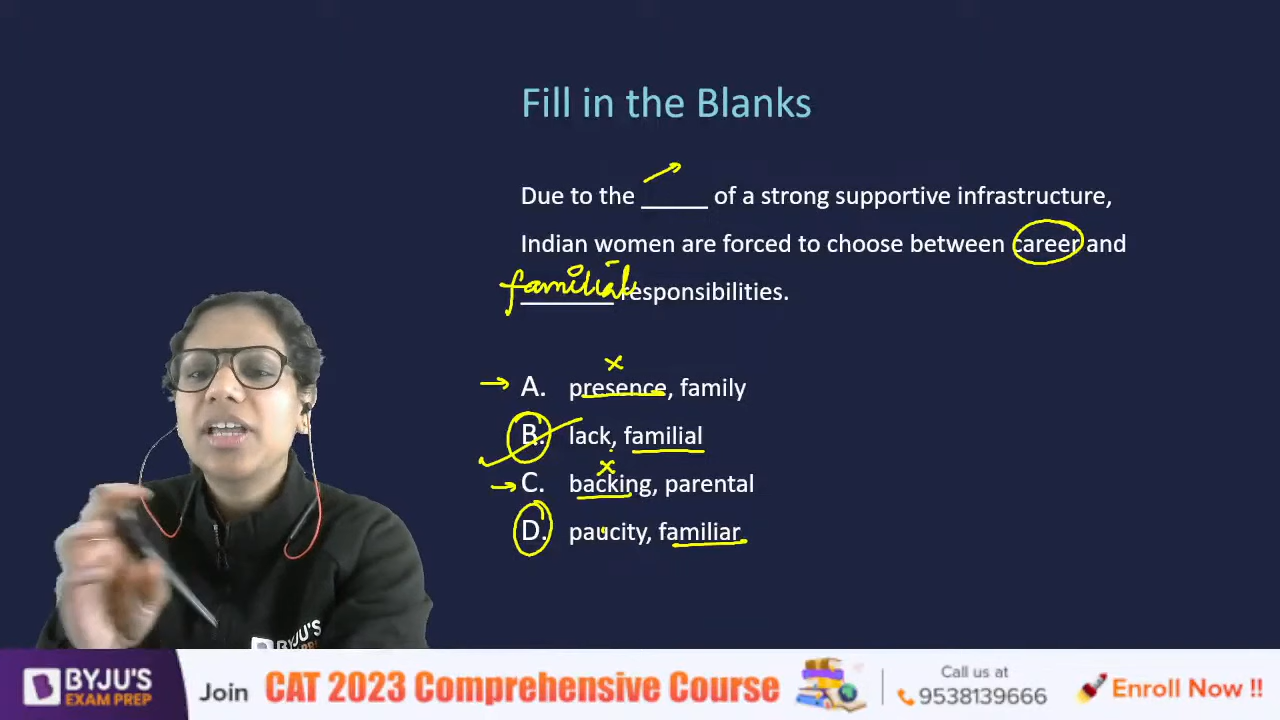 Fill in the Blanks
Due to the _____ of a strong supportive infrastructure,
Indian women are forced to choose between career and
familial responsibilities.
A. presence, family
B. lack, familial
C. backing, parental
D. paucity, familiar
BYJU'S
BYJU'S
EXAM PREP
Join CAT 2023 Comprehensive Course
Call us at
9538139666
Enroll Now !!